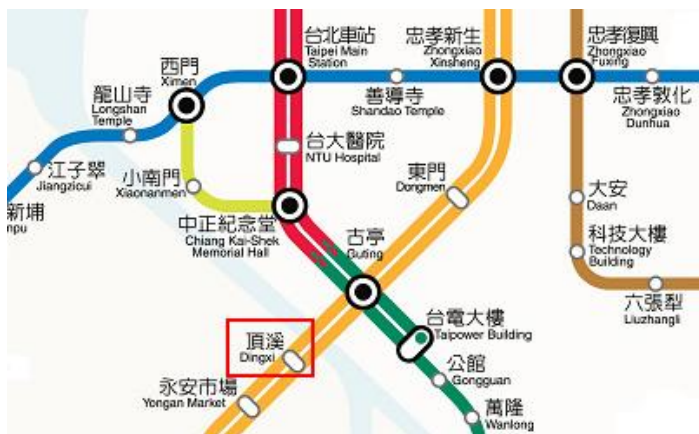 台北車站
Taipei Main
Station
忠孝新生
Zhongxiao
Xinsheng
忠孝復興
Zhongxiao
Fuxing
西門
Ximen
龍山寺
Longshan
Temple
善導寺
Shandao Temple
忠孝敦化
Zhongxiao
Dunhua
江子翠
Jiangzicui
新埔
npu
小南門
Xiaonanmen
台大醫院
NTU Hospital
東門
Dongmen
大安
Daan
中正紀念堂
Chiang Kai-Shek
Memorial Hall
古亭
Guting
科技大樓
Technology
Building
六張犁
Liuzhangli
台電大樓
Taipower Building
頂溪
Dingxi
公館
Gongguan
永安市場
Yongan Market
萬隆
Wanlong